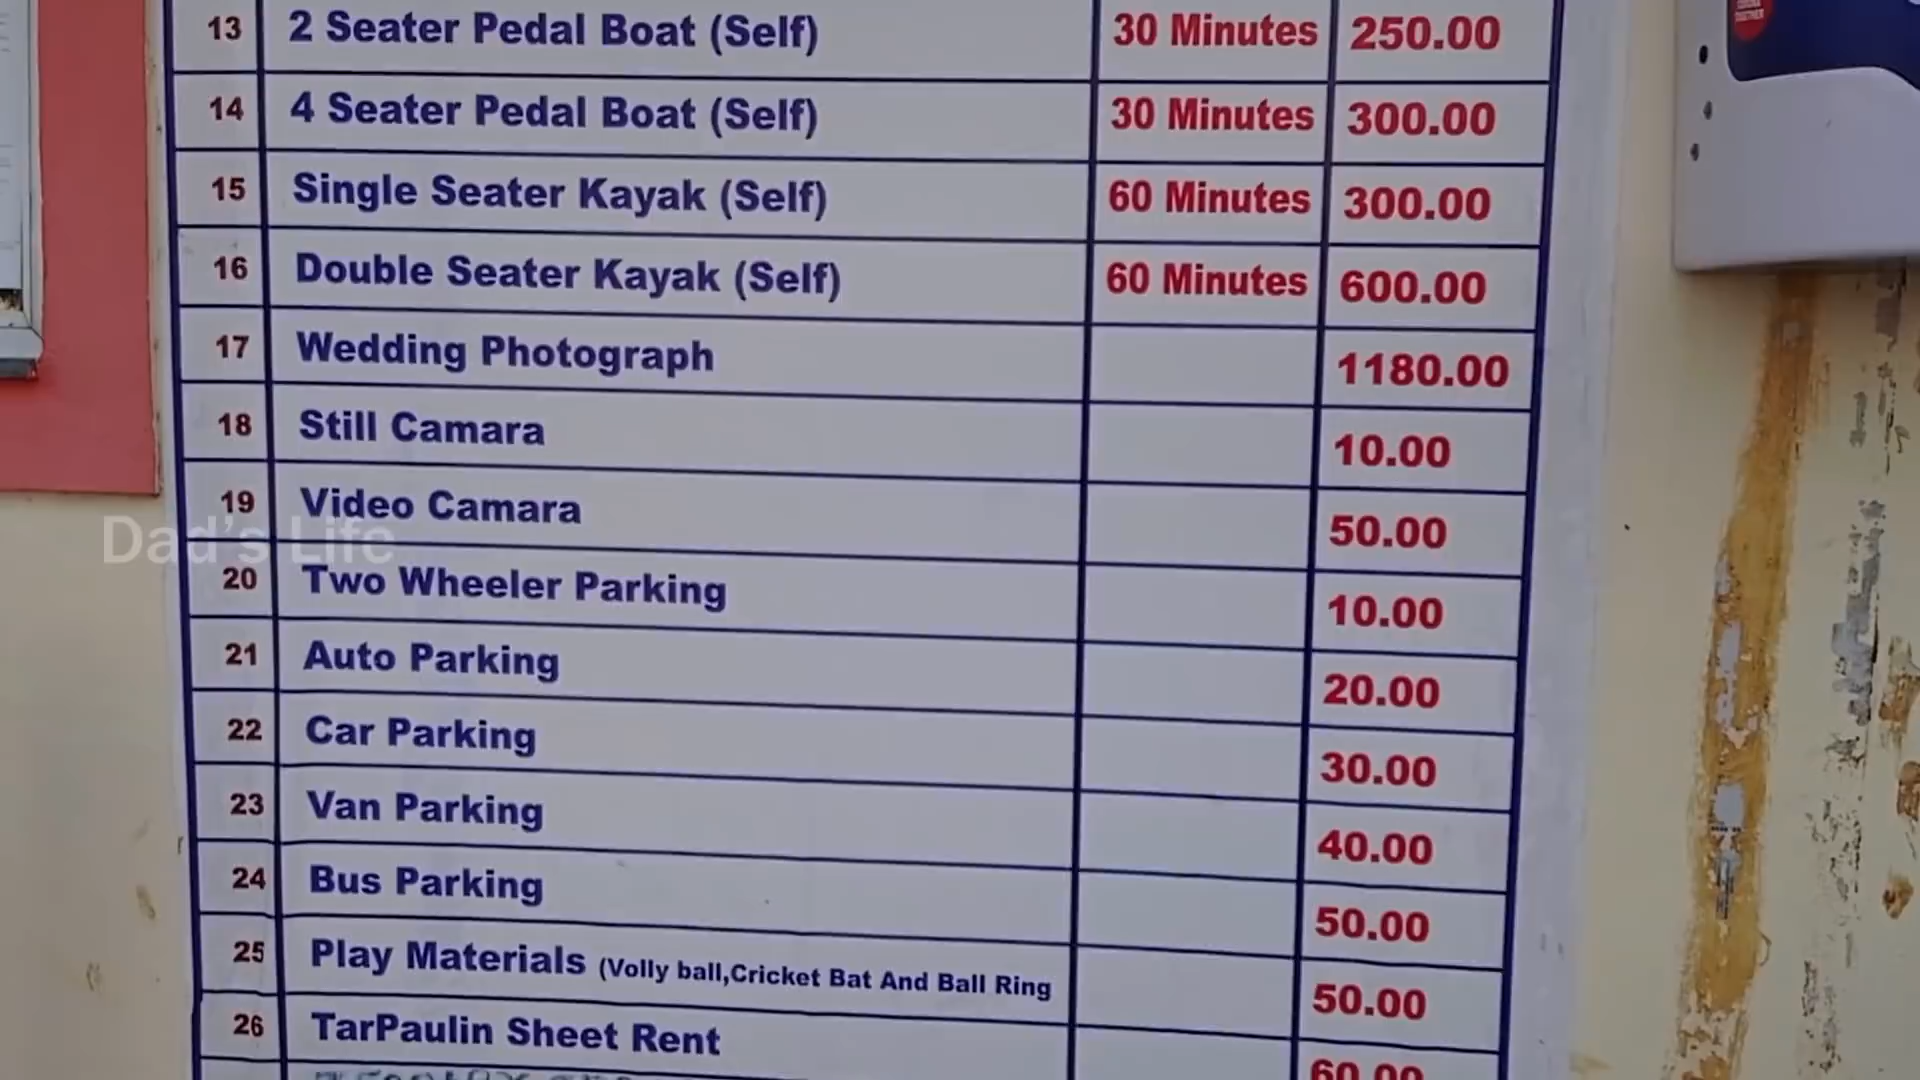 13 2 Seater Pedal Boat (Self) 30 Minutes 250.00
14 4 Seater Pedal Boat (Self) 30 Minutes 300.00
15 Single Seater Kayak (Self) 60 Minutes 300.00
16 Double Seater Kayak (Self) 60 Minutes 600.00
17 Wedding Photograph 1180.00
18 Still Camara 10.00
19 Video Camara 50.00
Dad's Life
20 Two Wheeler Parking 10.00
21 Auto Parking 20.00
22 Car Parking 30.00
23 Van Parking 40.00
24 Bus Parking 50.00
25 Play Materials (Volly ball,Cricket Bat And Ball Ring 50.00
26 TarPaulin Sheet Rent 60.00